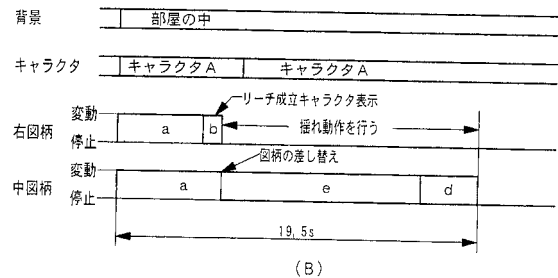 背景
部屋の中
キャラクタ
キャラクタA
キャラクタA
リーチ成立キャラクタ表示
右図柄
変動
停止
a
b
揺れ動作を行う
図柄の差し替え
中図柄
変動
停止
a
e
d
19, 5s
(B)